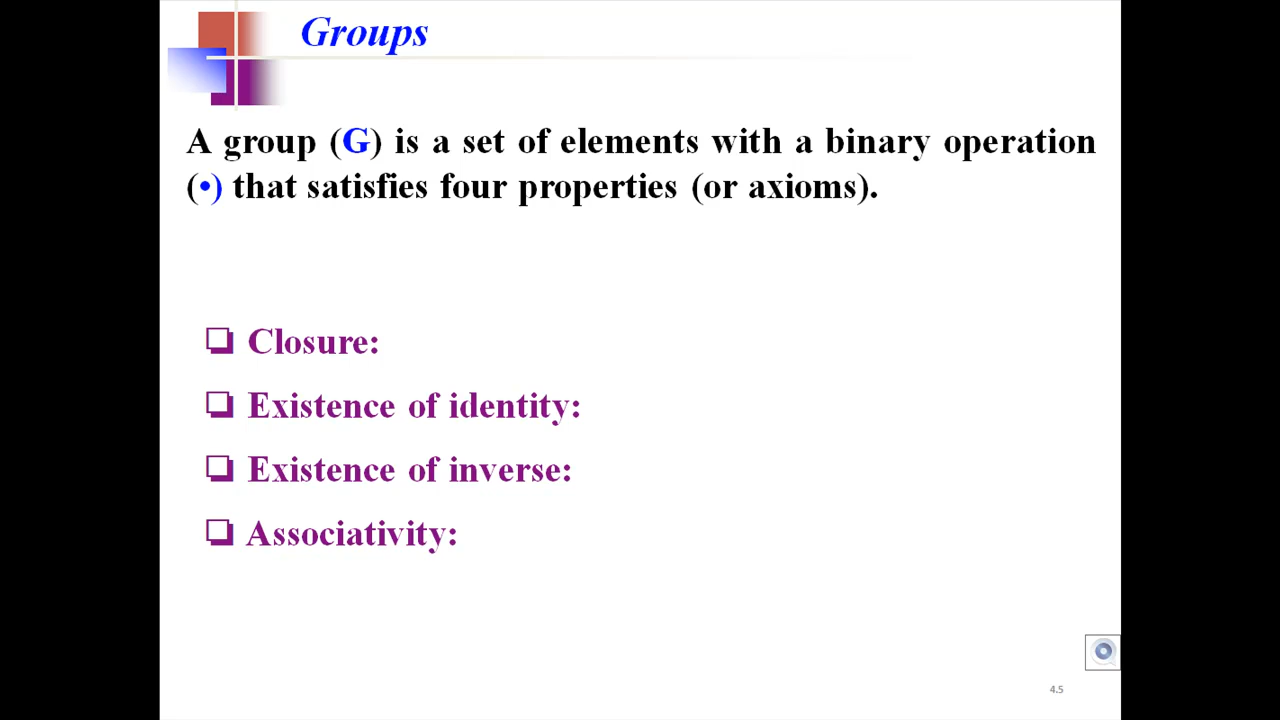 Groups
A group (G) is a set of elements with a binary operation
(•) that satisfies four properties (or axioms).
❑ Closure:
❑ Existence of identity:
❑ Existence of inverse:
❑ Associativity:
4.5